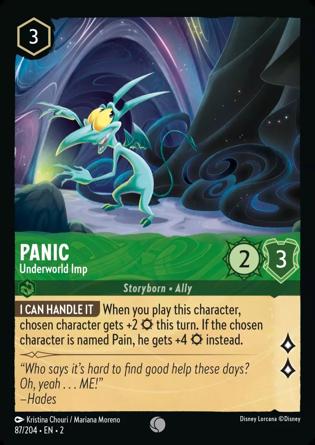 3
PANIC
Underworld Imp
2 3
Storyborn • Ally
I CAN HANDLE IT When you play this character,
chosen character gets +2 this turn. If the chosen
character is named Pain, he gets +4 instead.
“Who says it’s hard to find good help these days?
Oh, yeah . . . ME!”
–Hades
Kristina Chouri / Mariana Moreno
Disney Lorcana ©Disney
87/204 • EN • 2